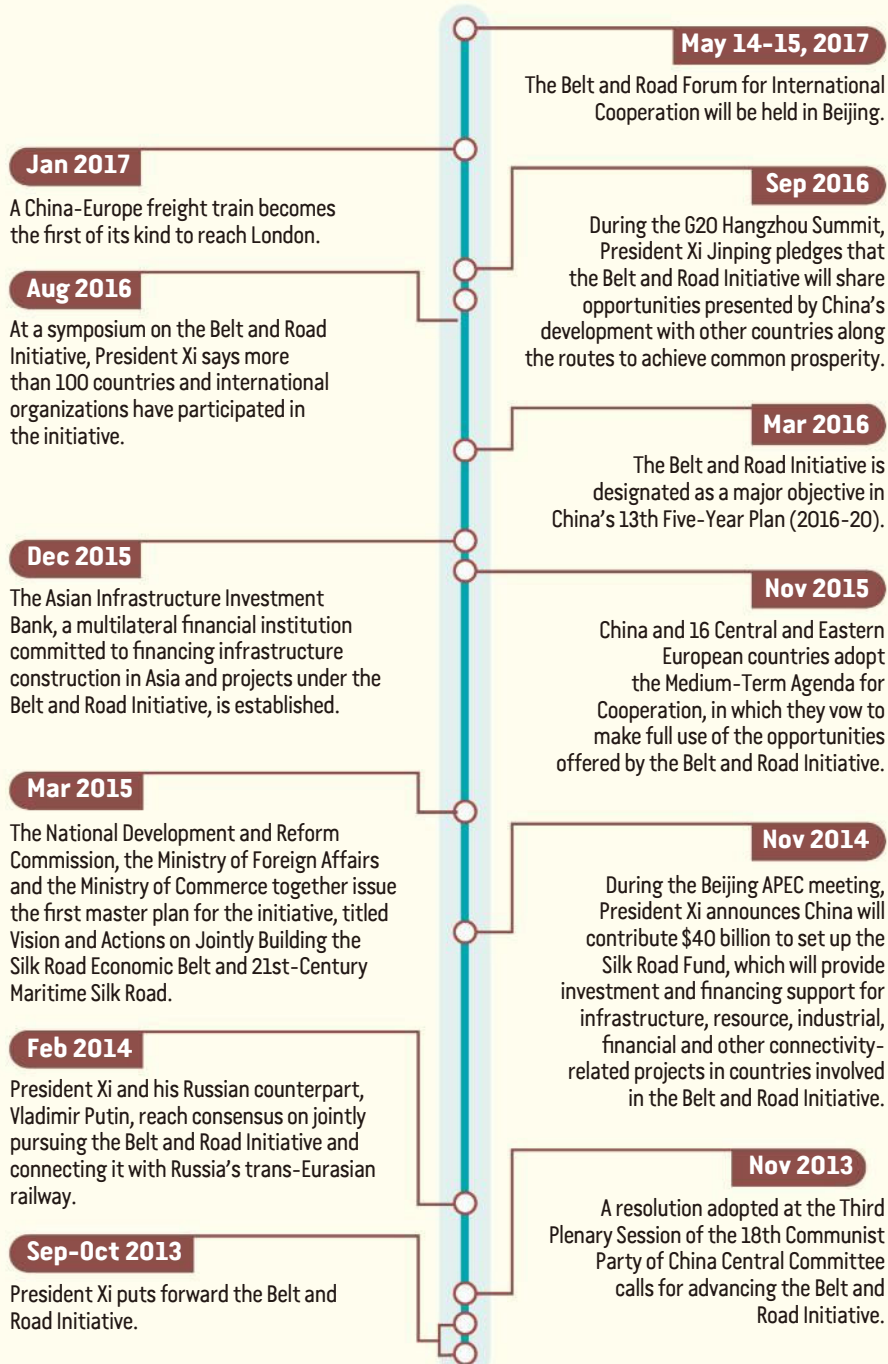 May 14-15, 2017
The Belt and Road Forum for International
Cooperation will be held in Beijing.
Jan 2017
A China-Europe freight train becomes
the first of its kind to reach London.
Sep 2016
During the G20 Hangzhou Summit,
President Xi Jinping pledges that
the Belt and Road Initiative will share
opportunities presented by China's
development with other countries along
the routes to achieve common prosperity.
Aug 2016
At a symposium on the Belt and Road
Initiative, President Xi says more
than 100 countries and international
organizations have participated in
the initiative.
Mar 2016
The Belt and Road Initiative is
designated as a major objective in
China's 13th Five-Year Plan (2016-20).
Dec 2015
The Asian Infrastructure Investment
Bank, a multilateral financial institution
committed to financing infrastructure
construction in Asia and projects under the
Belt and Road Initiative, is established.
Nov 2015
China and 16 Central and Eastern
European countries adopt
the Medium-Term Agenda for
Cooperation, in which they vow to
make full use of the opportunities
offered by the Belt and Road Initiative.
Mar 2015
The National Development and Reform
Commission, the Ministry of Foreign Affairs
and the Ministry of Commerce together issue
the first master plan for the initiative, titled
Vision and Actions on Jointly Building the
Silk Road Economic Belt and 21st-Century
Maritime Silk Road.
Nov 2014
During the Beijing APEC meeting,
President Xi announces China will
contribute $40 billion to set up the
Silk Road Fund, which will provide
investment and financing support for
infrastructure, resource, industrial,
financial and other connectivity-
related projects in countries involved
in the Belt and Road Initiative.
Feb 2014
President Xi and his Russian counterpart,
Vladimir Putin, reach consensus on jointly
pursuing the Belt and Road Initiative and
connecting it with Russia's trans-Eurasian
railway.
Nov 2013
A resolution adopted at the Third
Plenary Session of the 18th Communist
Party of China Central Committee
calls for advancing the Belt and
Road Initiative.
Sep-Oct 2013
President Xi puts forward the Belt and
Road Initiative.